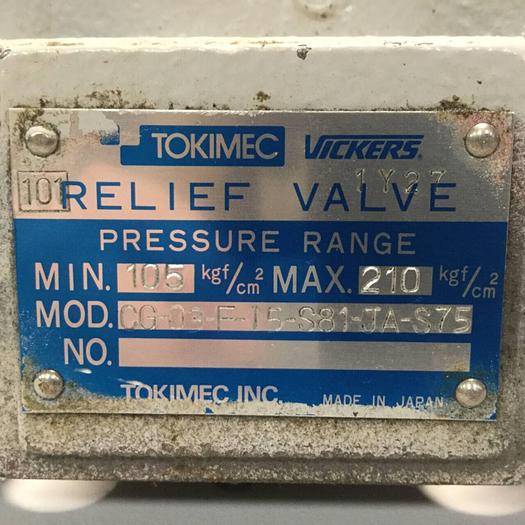 TOKIMEC VICKERS
101 RELIEF VALVE 1Y27
PRESSURE RANGE
MIN. 105 kgf/cm2 MAX. 210 kgf/cm2
MOD. CG-03-F-15-S81-JA-S75
NO.
TOKIMEC INC. MADE IN JAPAN